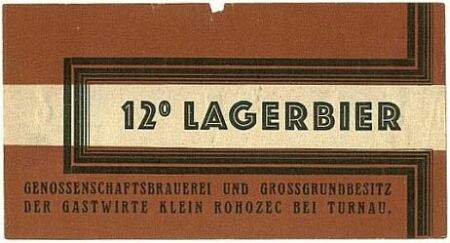 12° LAGERBIER
GENOSSENSCHAFTSBRAUEREI UND GROSSGRUNDBESITZ
DER GASTWIRTE KLEIN ROHOZEC BEI TURNAU.